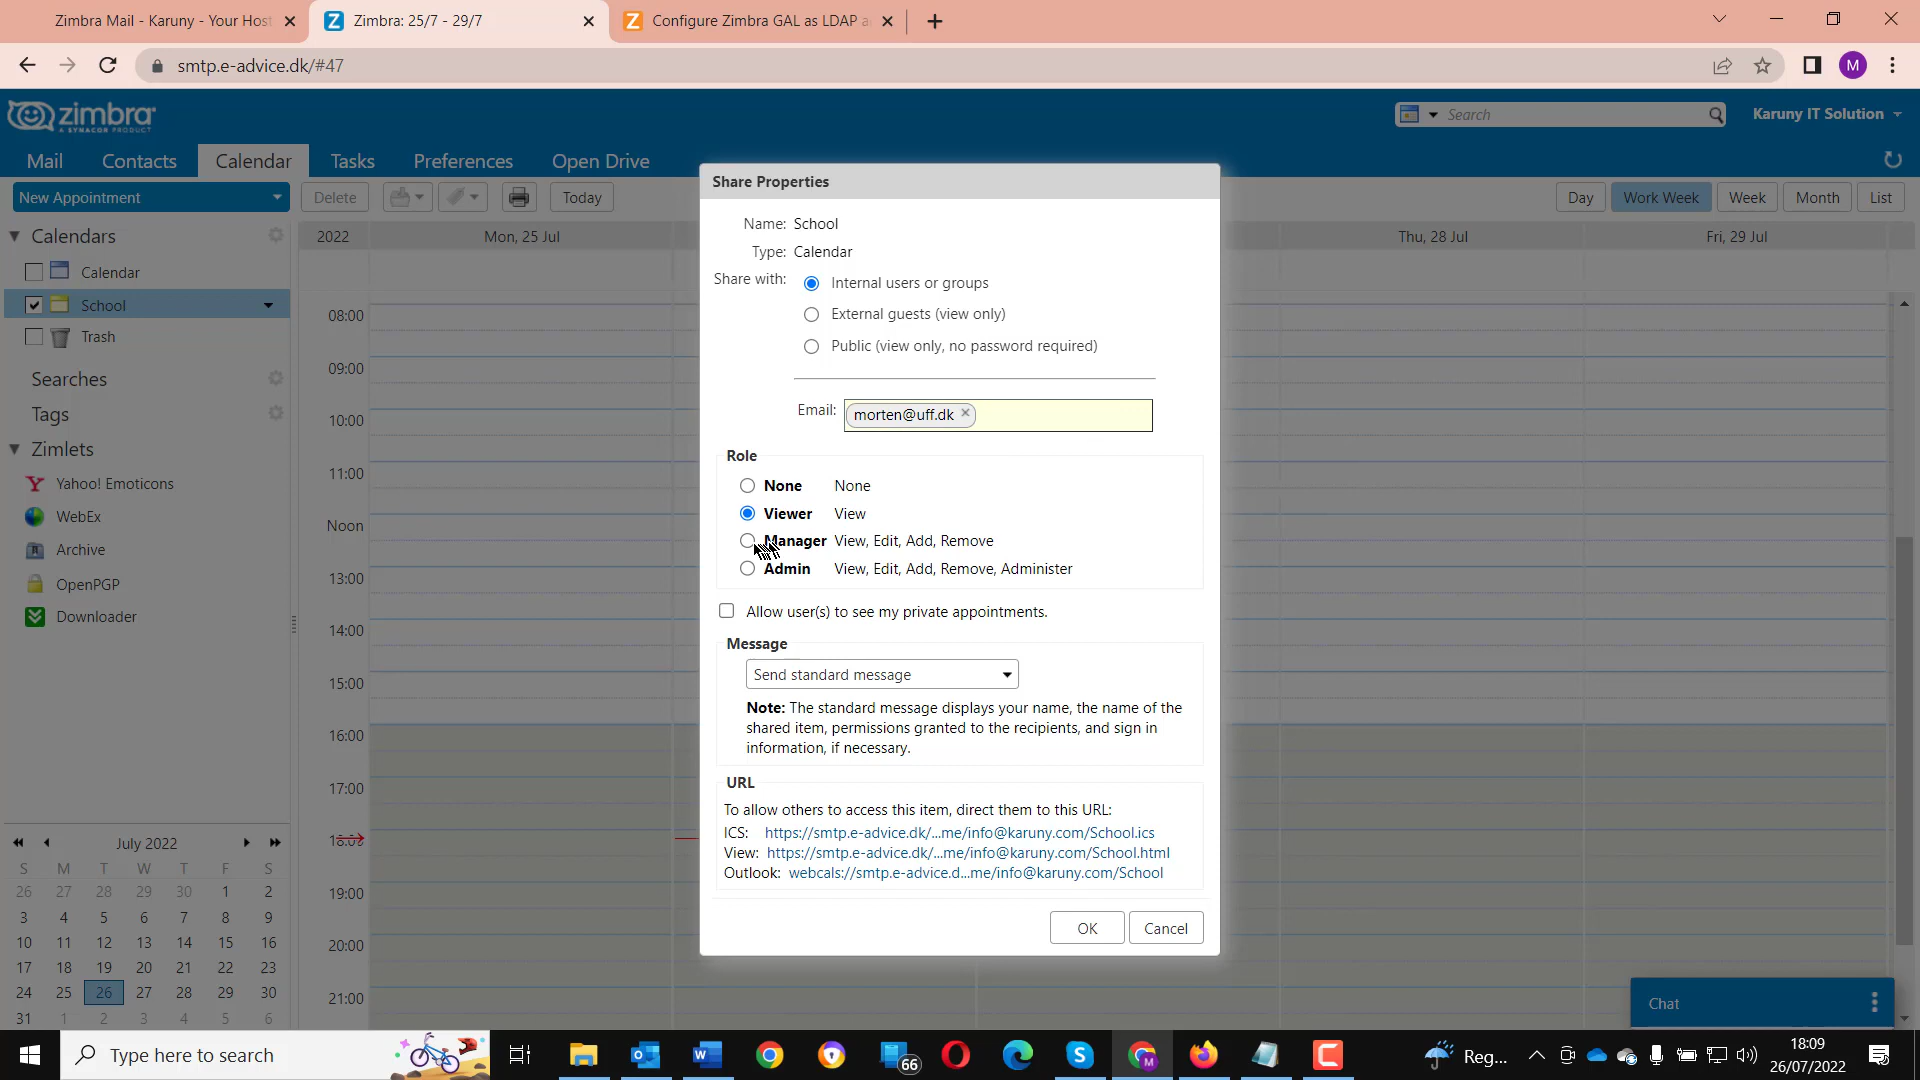 Zimbra Mail - Karuny - Your Host
Zimbra: 25/7 - 29/7
Configure Zimbra GAL as LDAP a
smtp.e-advice.dk/#47
M
zimbra
A SYNACOR PRODUCT
Search
Karuny IT Solution
Mail
Contacts
Calendar
Tasks
Preferences
Open Drive
New Appointment
Delete
Today
Day
Work Week
Week
Month
List
Calendars
Calendar
School
Trash
Searches
Tags
Zimlets
Yahoo! Emoticons
WebEx
Archive
OpenPGP
Downloader
2022
Mon, 25 Jul
Thu, 28 Jul
Fri, 29 Jul
08:00
09:00
10:00
11:00
Noon
13:00
14:00
15:00
16:00
17:00
19:00
20:00
21:00
Share Properties
Name: School
Type: Calendar
Share with:
Internal users or groups
External guests (view only)
Public (view only, no password required)
Email: morten@uff.dk
Role
None None
Viewer View
Manager View, Edit, Add, Remove
Admin View, Edit, Add, Remove, Administer
Allow user(s) to see my private appointments.
Message
Send standard message
Note: The standard message displays your name, the name of the
shared item, permissions granted to the recipients, and sign in
information, if necessary.
URL
To allow others to access this item, direct them to this URL:
ICS: https://smtp.e-advice.dk/...me/info@karuny.com/School.ics
View: https://smtp.e-advice.dk/...me/info@karuny.com/School.html
Outlook: webcals://smtp.e-advice.d...me/info@karuny.com/School
OK
Cancel
July 2022
S M T W T F S
26 27 28 29 30 1 2
3 4 5 6 7 8 9
10 11 12 13 14 15 16
17 18 19 20 21 22 23
24 25 26 27 28 29 30
31 1 2 3 4 5 6
Chat
Type here to search
66
M
Reg...
18:09
26/07/2022